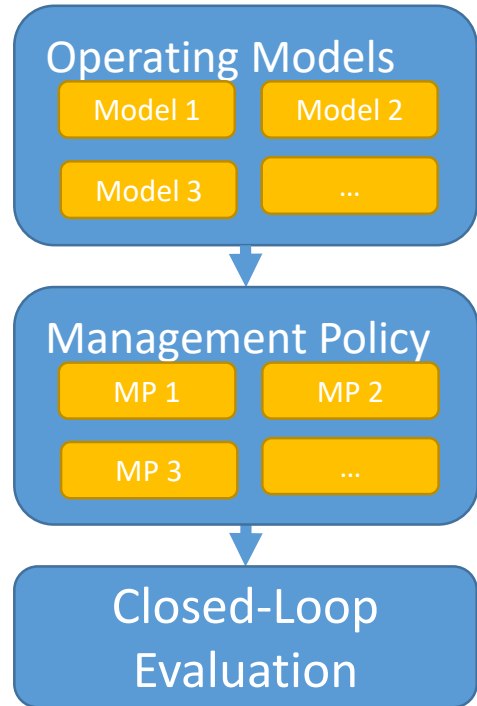 Operating Models
Model 1 Model 2
Model 3 ...
Management Policy
MP 1 MP 2
MP 3 ...
Closed-Loop
Evaluation